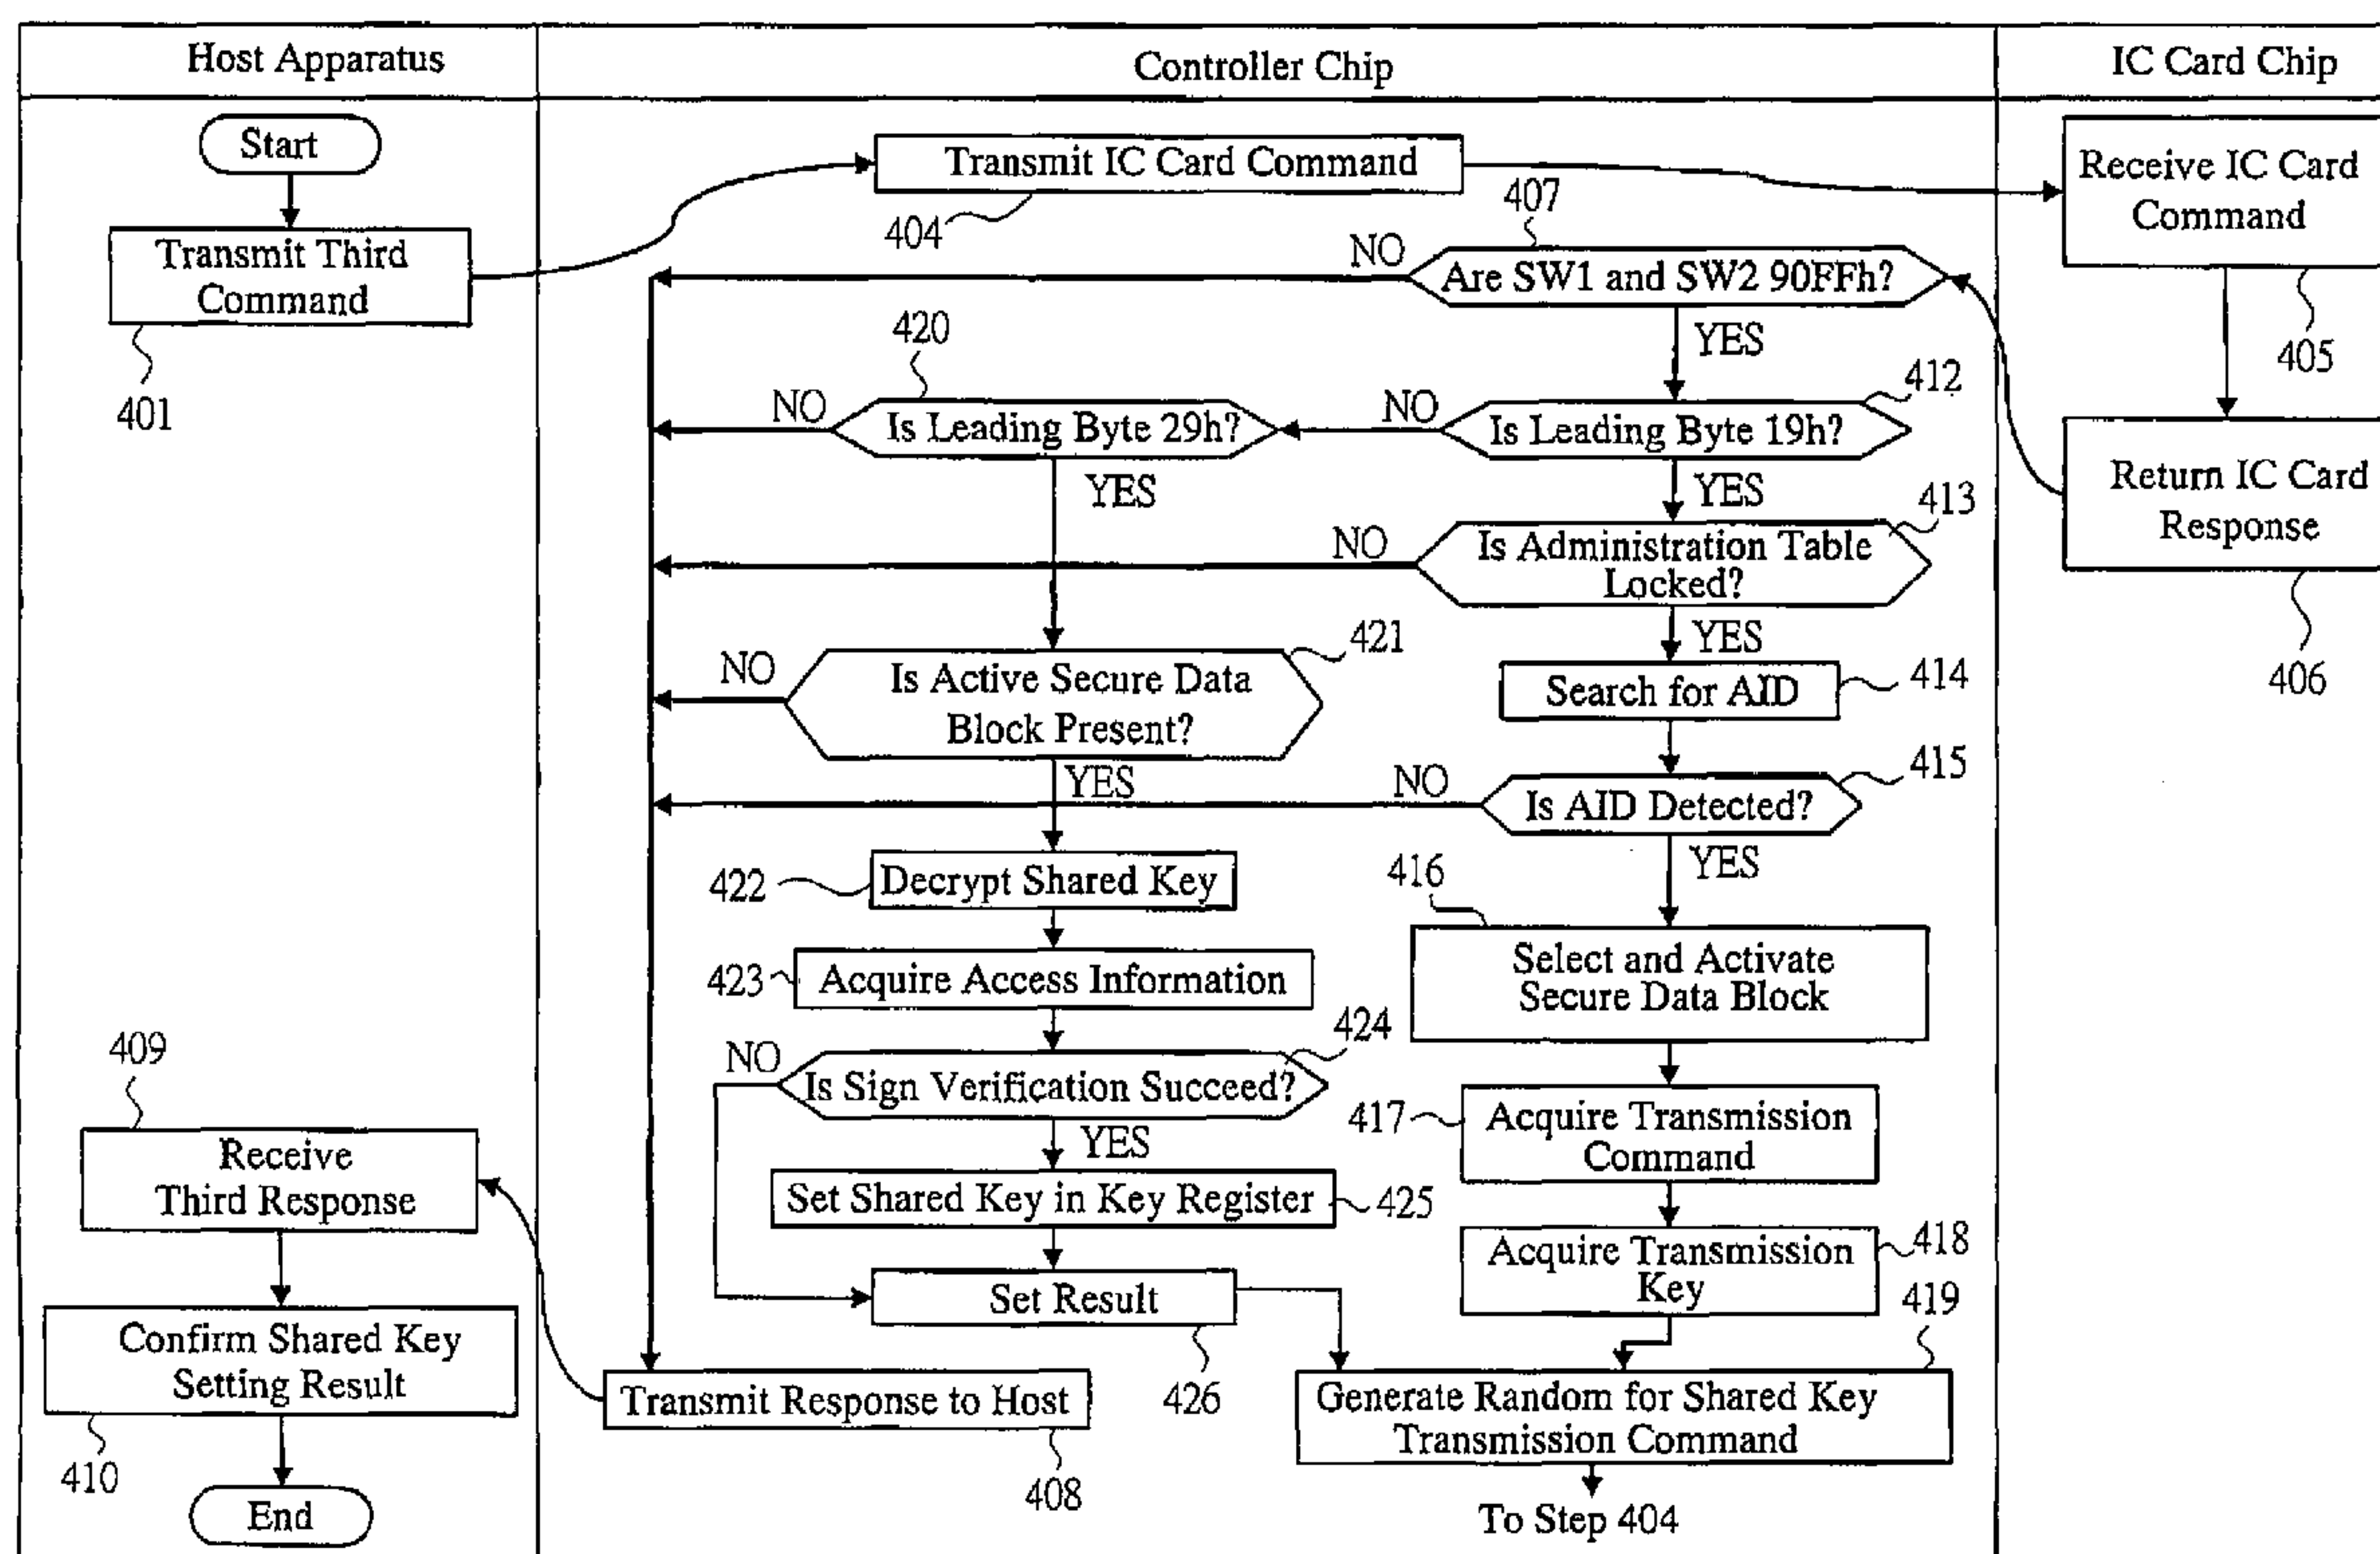 Host Apparatus
Controller Chip
IC Card Chip
Start
Transmit Third
Command
401
Transmit IC Card Command
404
Receive IC Card
Command
405
407
NO
Are SW1 and SW2 90FFh?
YES
420
NO
Is Leading Byte 29h?
YES
412
NO
Is Leading Byte 19h?
YES
413
NO
Is Administration Table
Locked?
YES
Return IC Card
Response
406
421
NO
Is Active Secure Data
Block Present?
YES
Search for AID
414
415
NO
Is AID Detected?
YES
422
Decrypt Shared Key
416
Select and Activate
Secure Data Block
423
Acquire Access Information
424
NO
Is Sign Verification Succeed?
YES
417
Acquire Transmission
Command
409
Receive
Third Response
Set Shared Key in Key Register
425
Acquire Transmission
Key
418
Set Result
426
419
Confirm Shared Key
Setting Result
410
Transmit Response to Host
408
Generate Random for Shared Key
Transmission Command
End
To Step 404